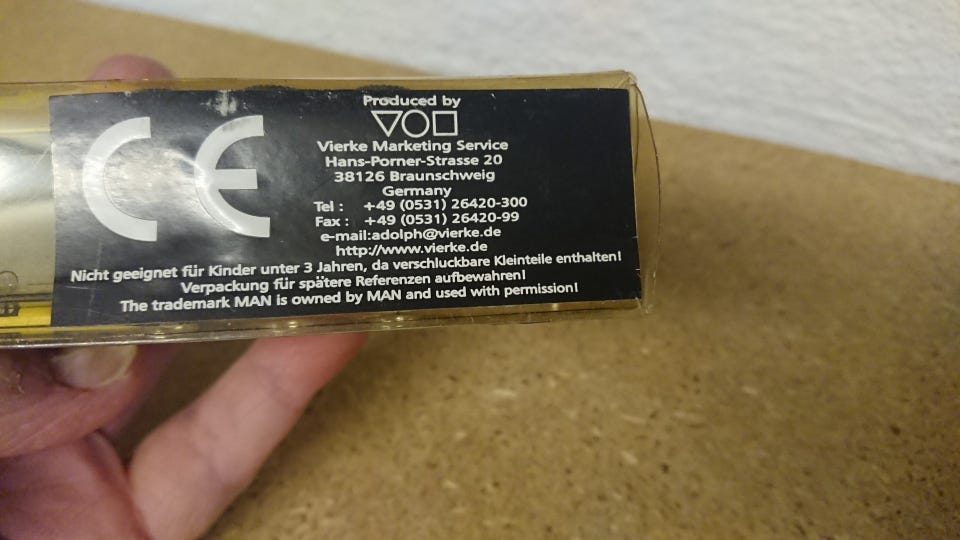 CE
Produced by
Vierke Marketing Service
Hans-Porner-Strasse 20
38126 Braunschweig
Germany
Tel : +49 (0531) 26420-300
Fax : +49 (0531) 26420-99
e-mail:adolph@vierke.de
http://www.vierke.de
Nicht geeignet für Kinder unter 3 Jahren, da verschluckbare Kleinteile enthalten!
Verpackung für spätere Referenzen aufbewahren!
The trademark MAN is owned by MAN and used with permission!